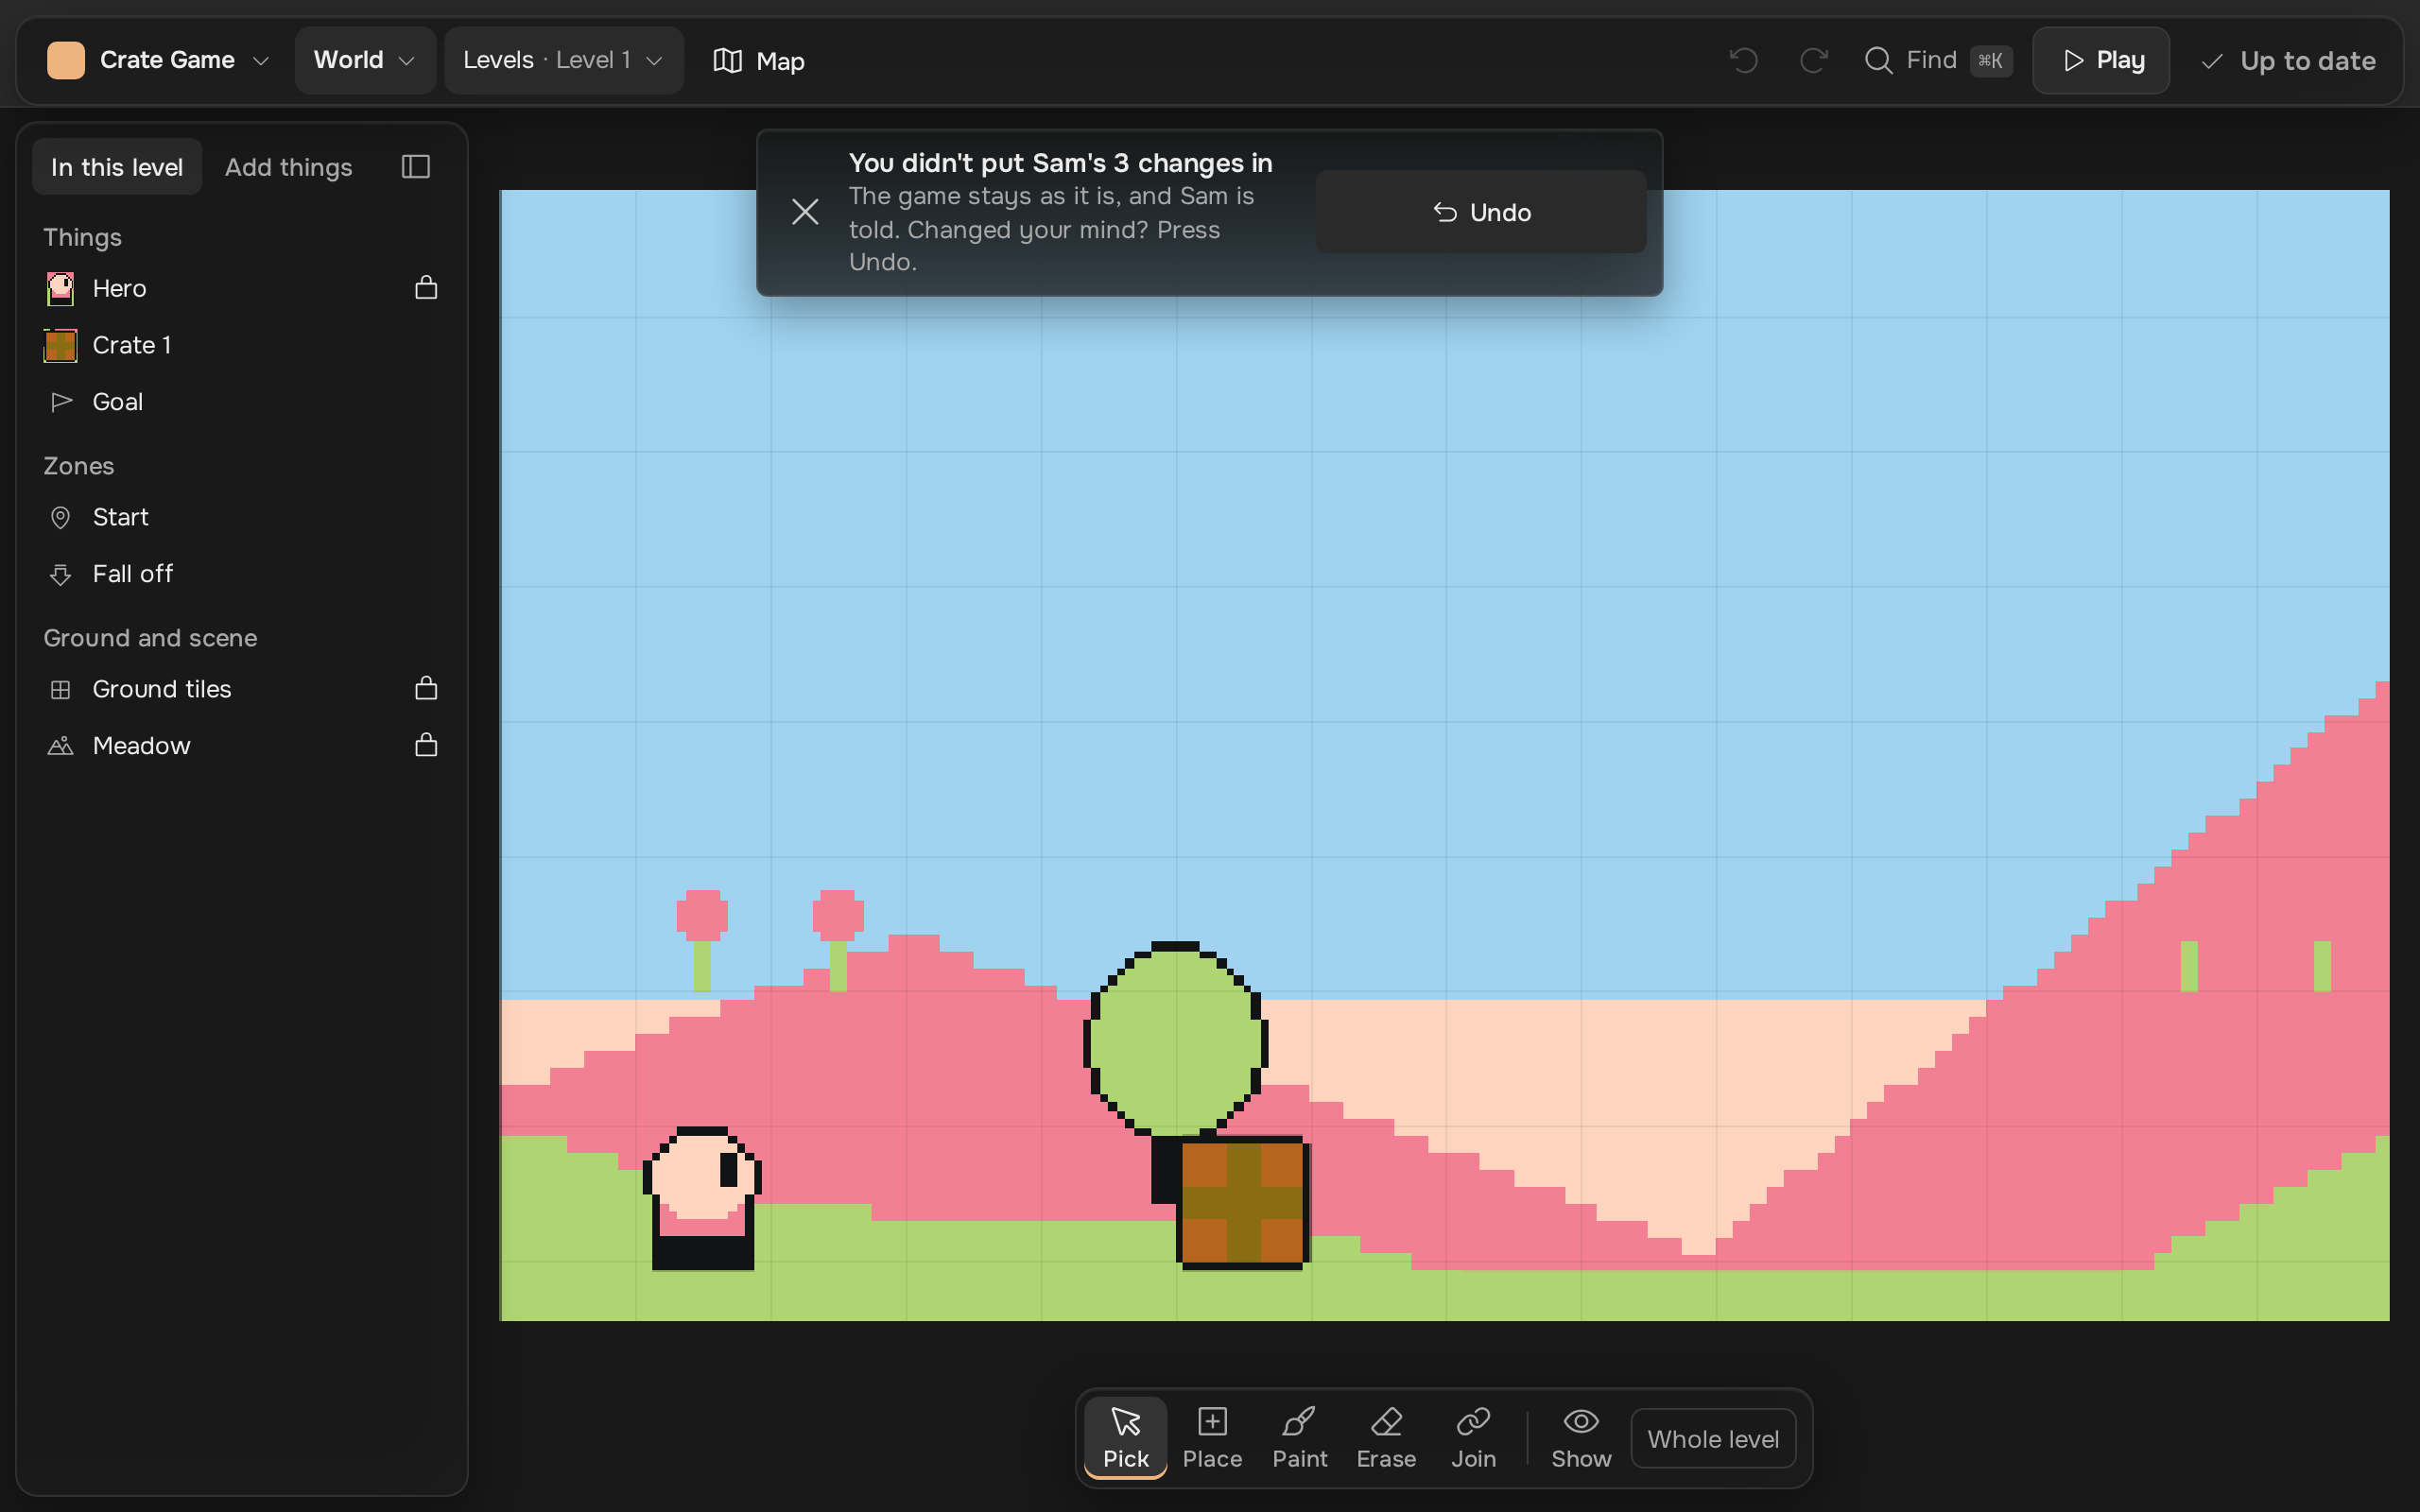 Crate Game
World
Levels · Level 1
Map
Find ⌘K
Play
Up to date
In this level
Add things
Things
Hero
Crate 1
Goal
Zones
Start
Fall off
Ground and scene
Ground tiles
Meadow
You didn't put Sam's 3 changes in
The game stays as it is, and Sam is
told. Changed your mind? Press
Undo.
Undo
Pick
Place
Paint
Erase
Join
Show
Whole level